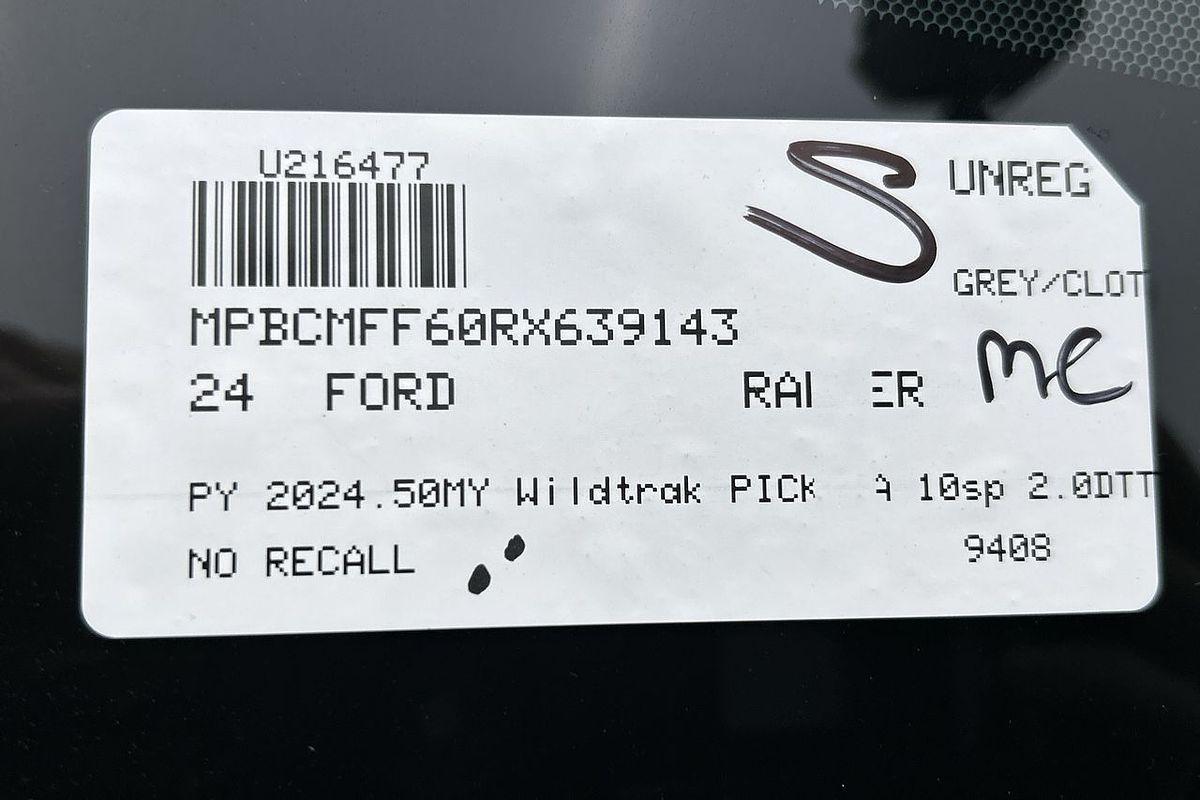 U216477
S
UNREG
GREY/CLOT
MPBCMFF60RX639143
24 FORD RAI ER me
PY 2024.50MY Wildtrak PICK A 10sp 2.0DTT
NO RECALL 9408